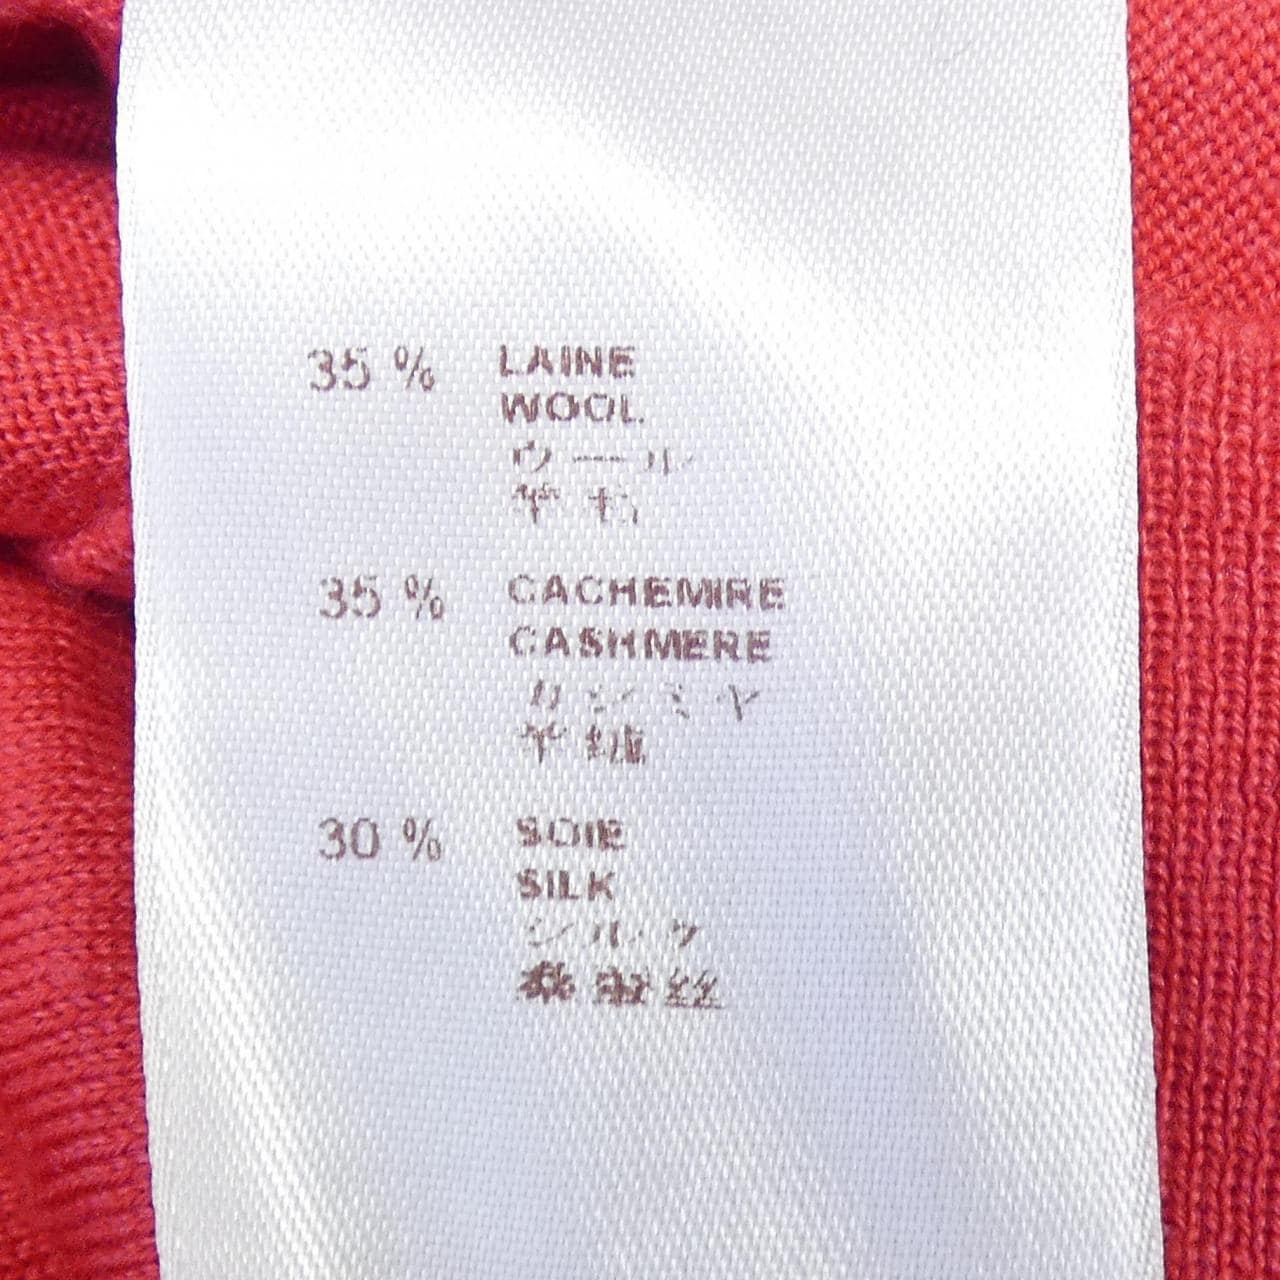 35 % LAINE
WOOL
ウール
羊毛
35 % CACHEMIRE
CASHMERE
カシミヤ
羊绒
30 % SOIE
SILK
シルク
桑蚕丝